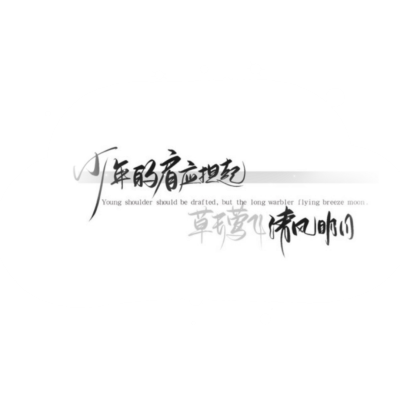 少年的肩应担起
Young shoulder should be drafted, but the long warbler flying breeze moon.
草长莺飞 清风明月